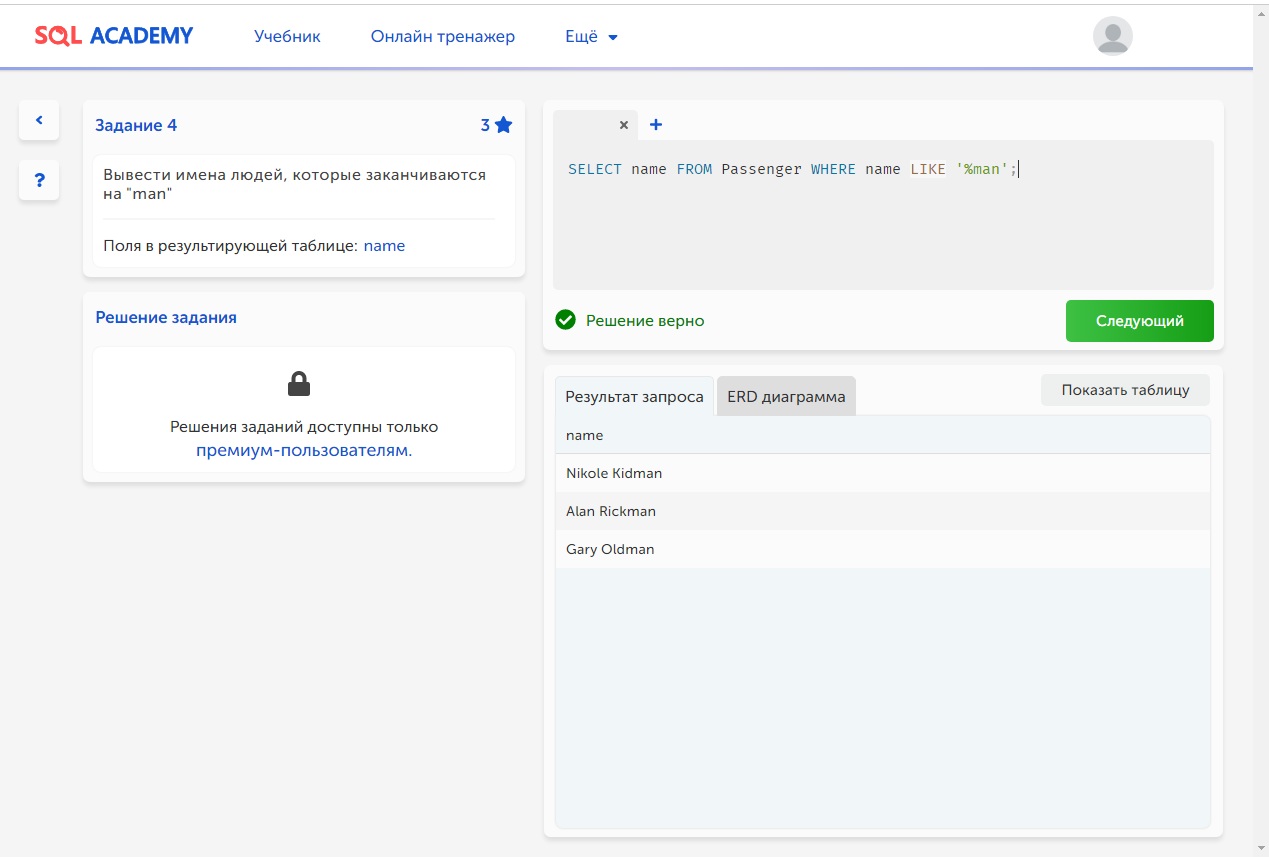 SQL ACADEMY
Учебник
Онлайн тренажер
Ещё
Задание 4
3
Вывести имена людей, которые заканчиваются
на "man"
Поля в результирующей таблице: name
Решение задания
Решения заданий доступны только
премиум-пользователям.
?
SELECT name FROM Passenger WHERE name LIKE '%man';
Решение верно
Следующий
Результат запроса
ERD диаграмма
Показать таблицу
name
Nikole Kidman
Alan Rickman
Gary Oldman